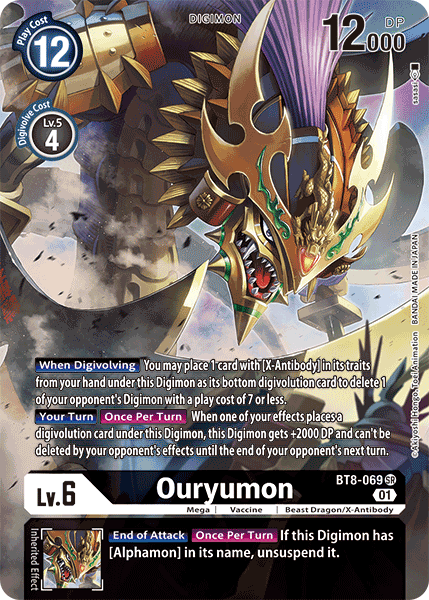 Play Cost
12
DIGIMON
12000
DP
Digivolve Cost
Lv.5
4
When Digivolving You may place 1 card with [X-Antibody] in its traits
from your hand under this Digimon as its bottom digivolution card to delete 1
of your opponent's Digimon with a play cost of 7 or less.
Your Turn Once Per Turn When one of your effects places a
digivolution card under this Digimon, this Digimon gets +2000 DP and can't be
deleted by your opponent's effects until the end of your opponent's next turn.
©Akiyoshi Hongo, Toei Animation BANDAI MADE IN JAPAN
Lv.6
Ouryumon
BT8-069 SR
01
Mega Vaccine Beast Dragon/X-Antibody
Inherited Effect
End of Attack Once Per Turn If this Digimon has
[Alphamon] in its name, unsuspend it.